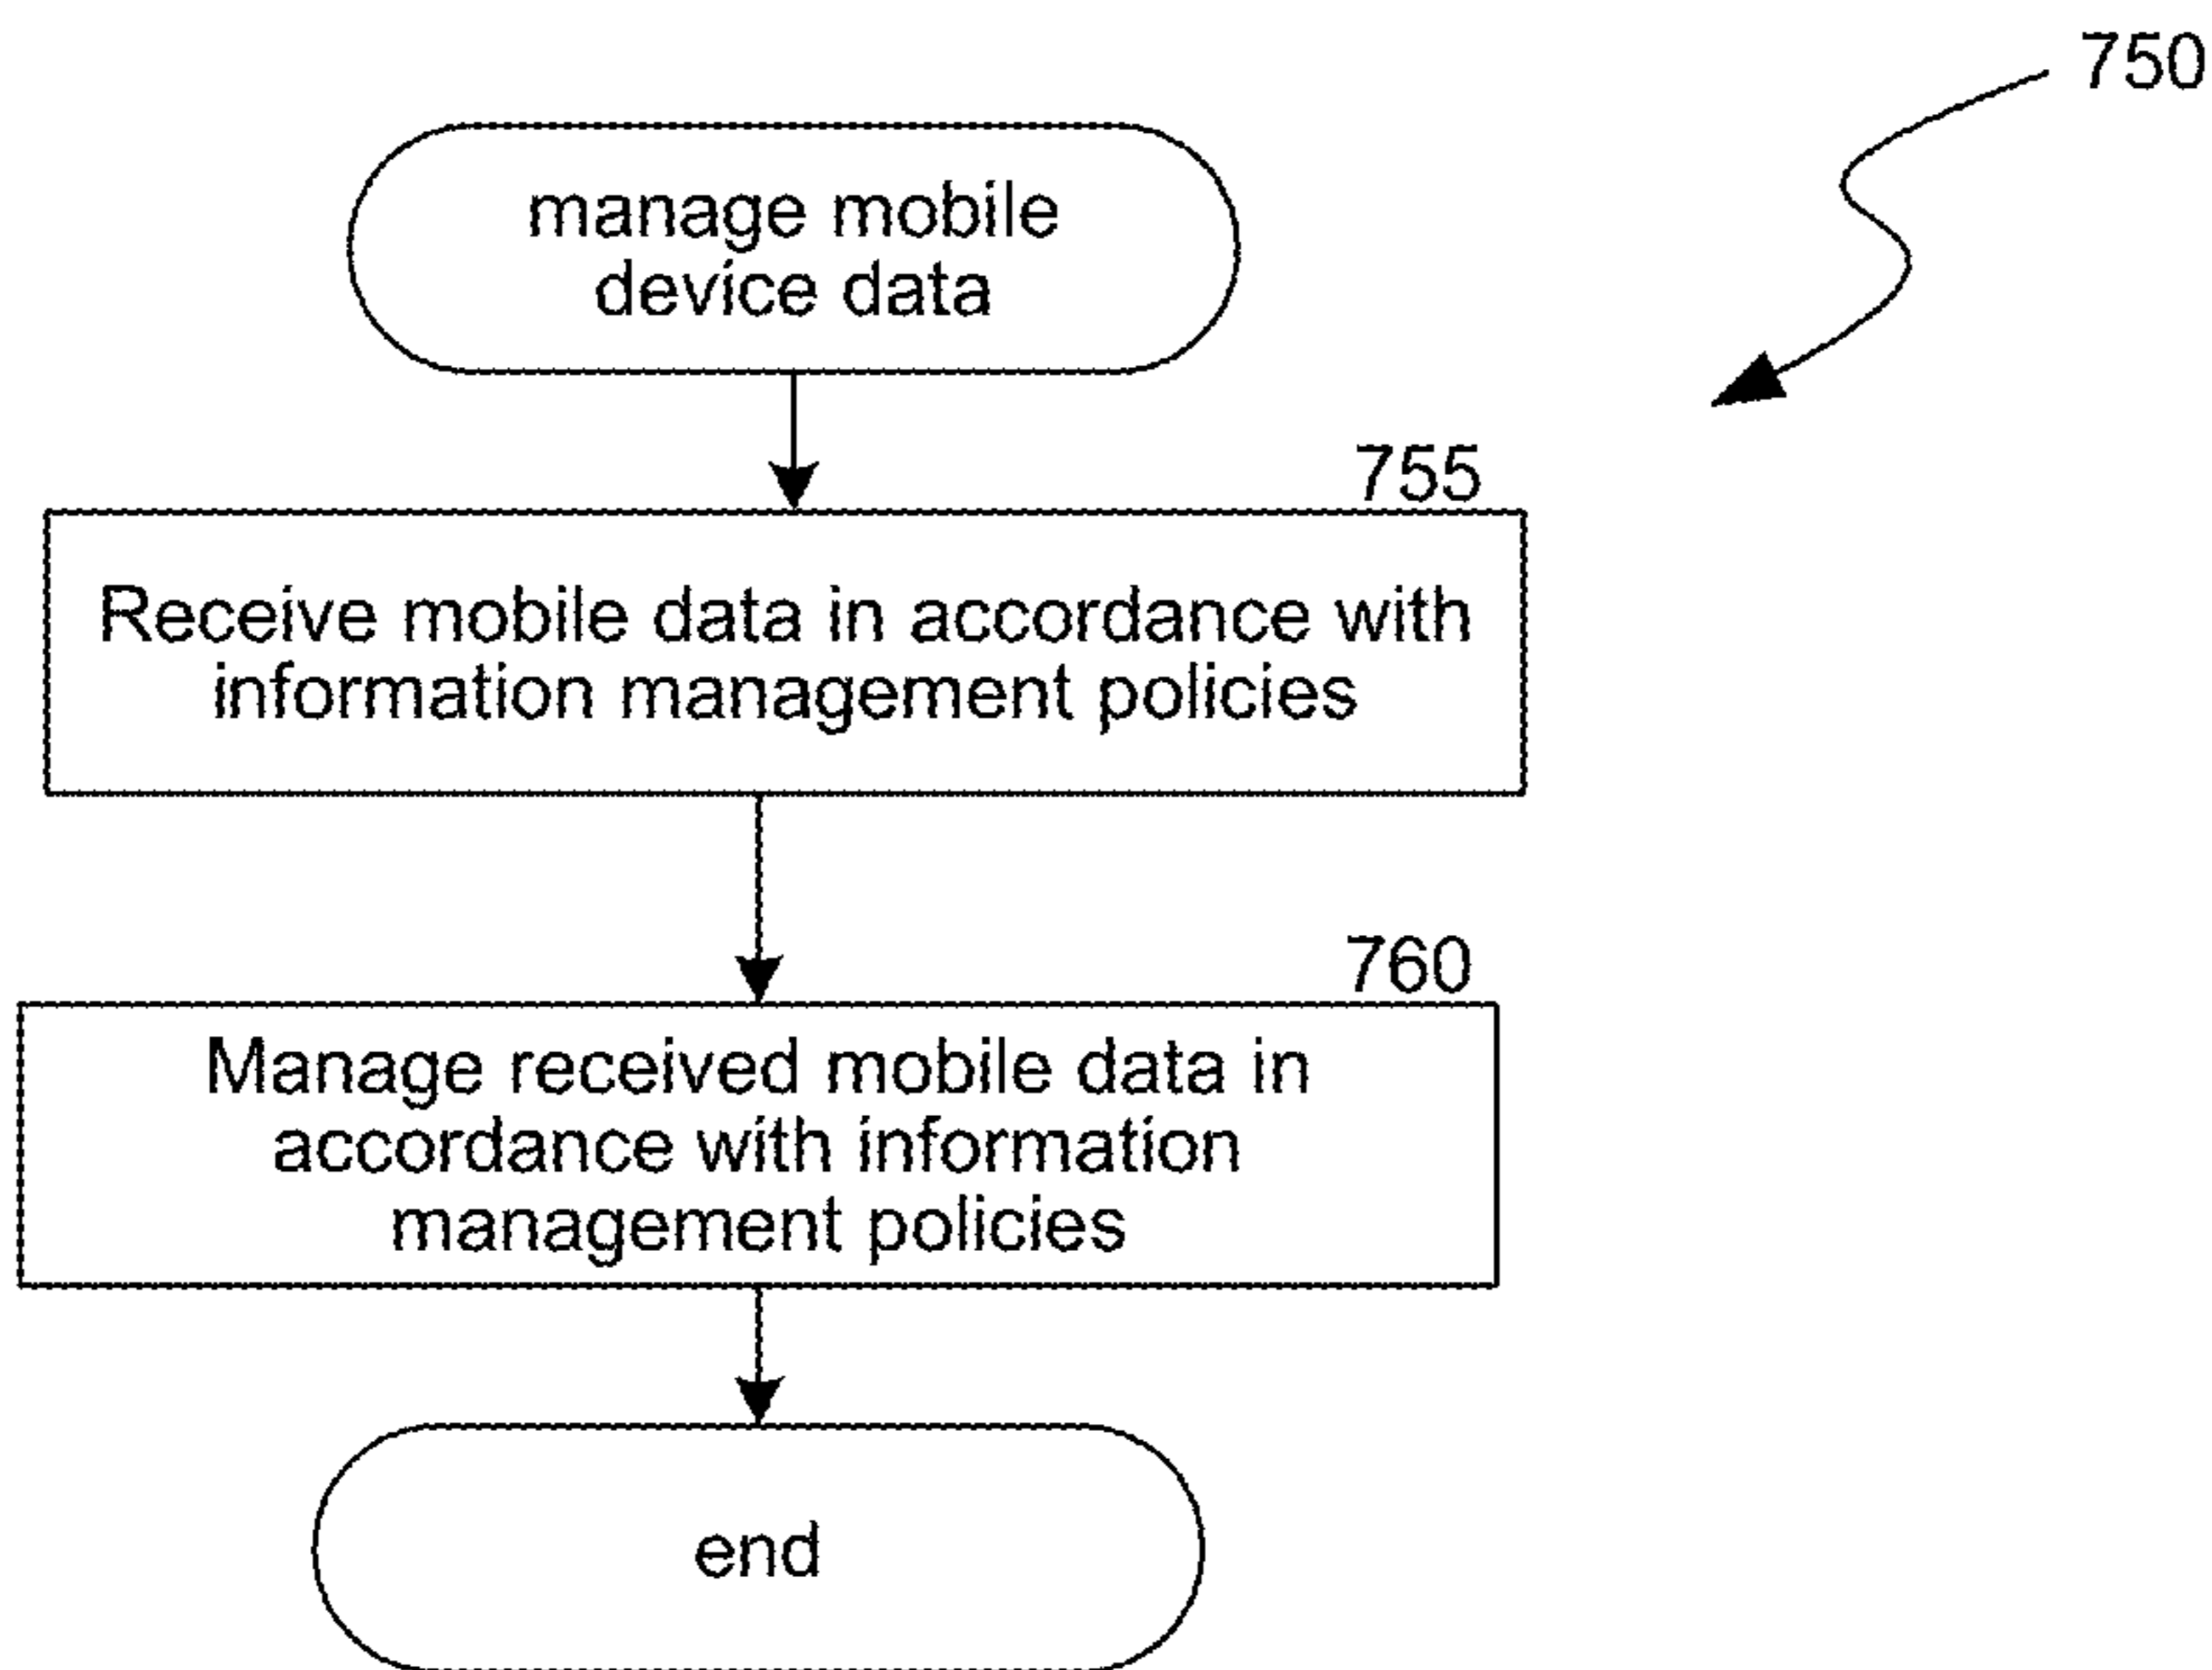 750
manage mobile
device data
755
Receive mobile data in accordance with
information management policies
760
Manage received mobile data in
accordance with information
management policies
end